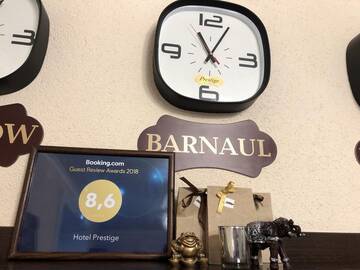 12
9
3
6
Prestige
3
OW
BARNAUL
Booking.com
Guest Review Awards 2018
8,6
Hotel Prestige